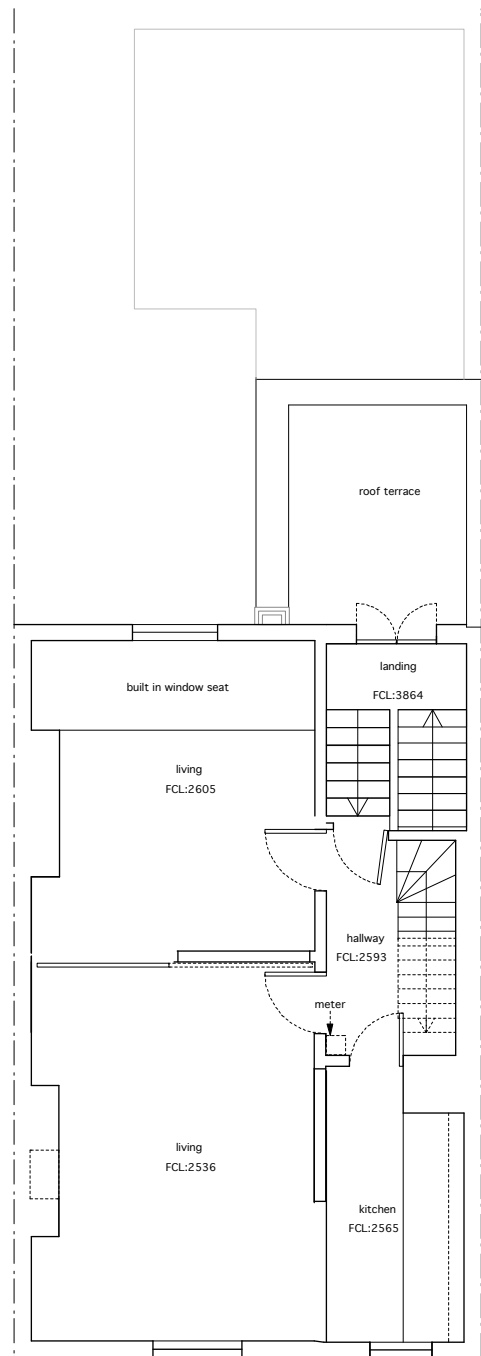 roof terrace
landing
FCL:3864
built in window seat
living
FCL:2605
hallway
FCL:2593
meter
living
FCL:2536
kitchen
FCL:2565